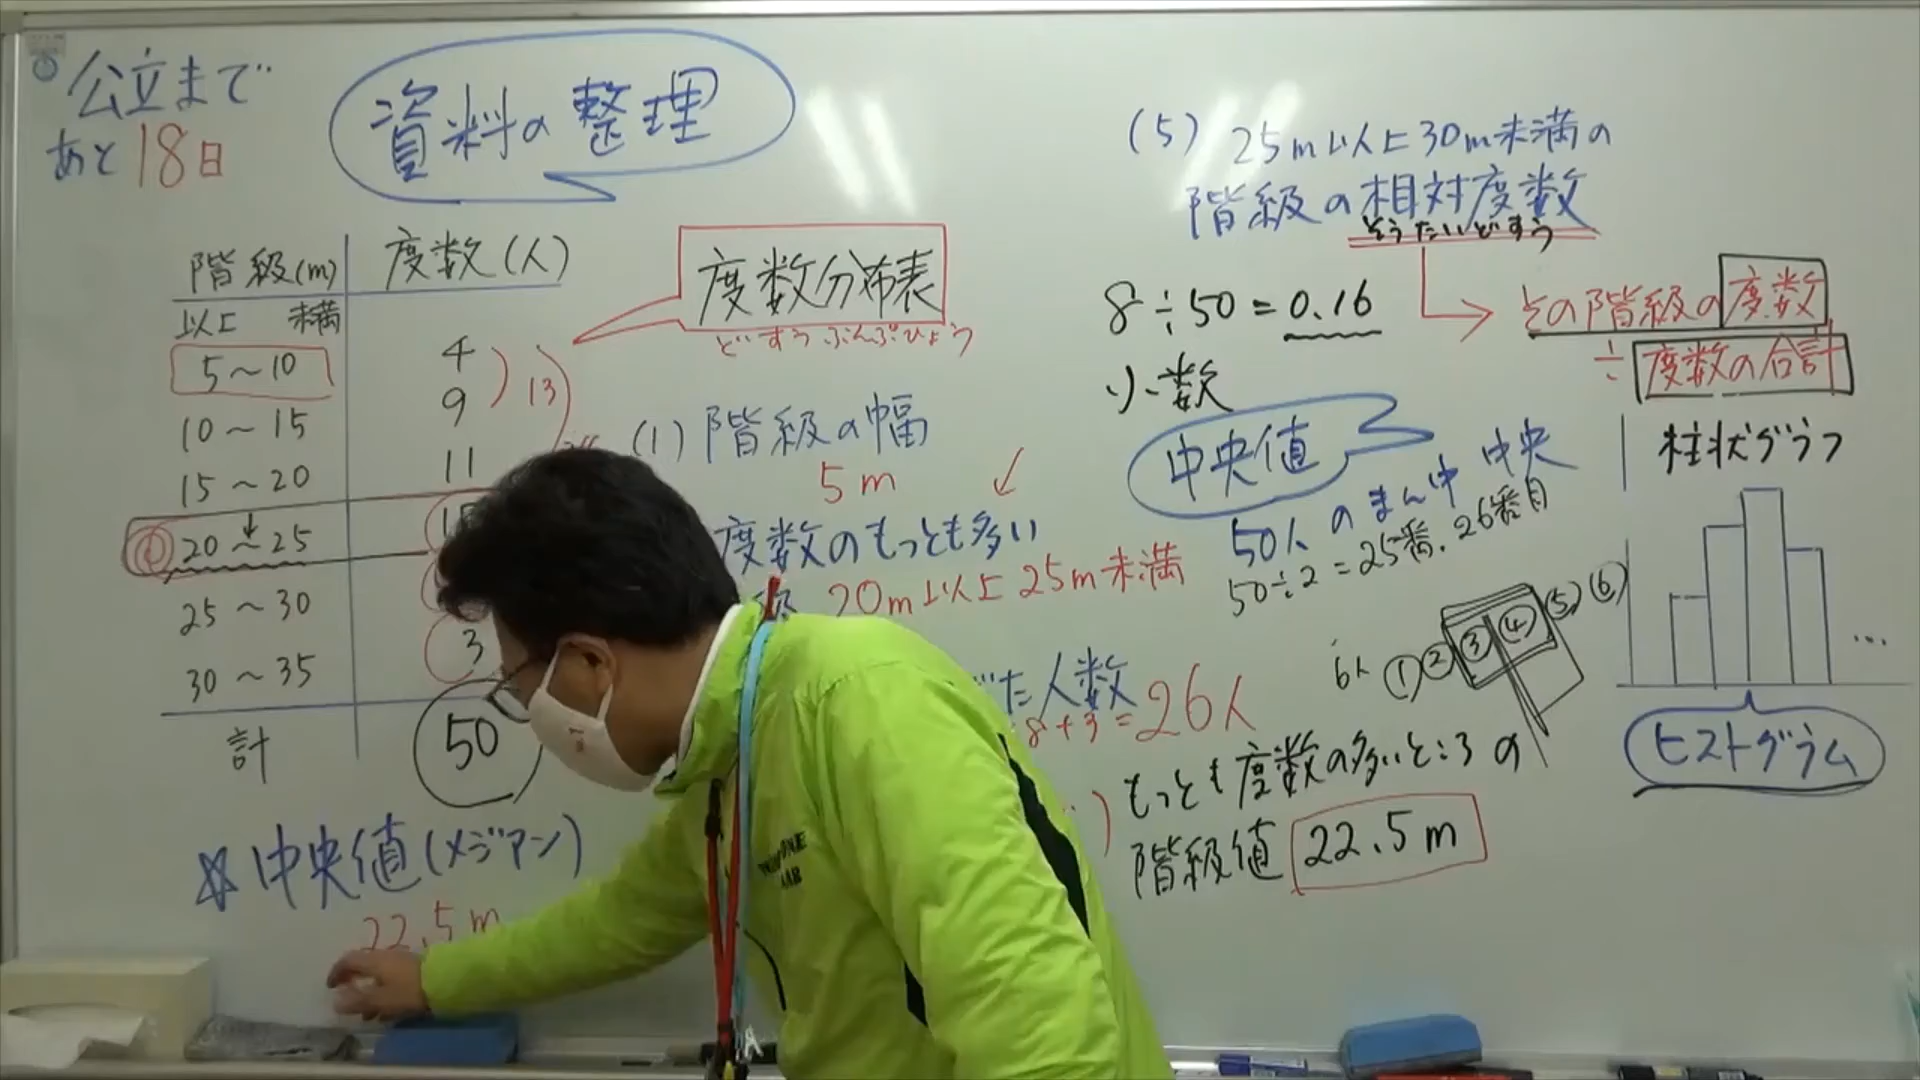 公立まで
あと18日
資料の整理
階級(m) 度数(人)
以上 未満
5～10 4
10～15 9
15～20 11
20～25
25～30
30～35 3
計 50
13
度数分布表
どすうぶんぷひょう
(1) 階級の幅
5m
度数のもっとも多い
20m以上25m未満
た人数
8+3=26人
もっとも度数の多いところの
階級値 22.5m
☆中央値(メジアン)
22.5m
(5) 25m以上30m未満の
階級の相対度数
そうたいどすう
8÷50=0.16
小数
その階級の度数
÷度数の合計
中央値
50人のまん中 中央
50÷2=25番.26番目
6人 ① ② ③ ④ ⑤ ⑥
柱状グラフ
...
ヒストグラム